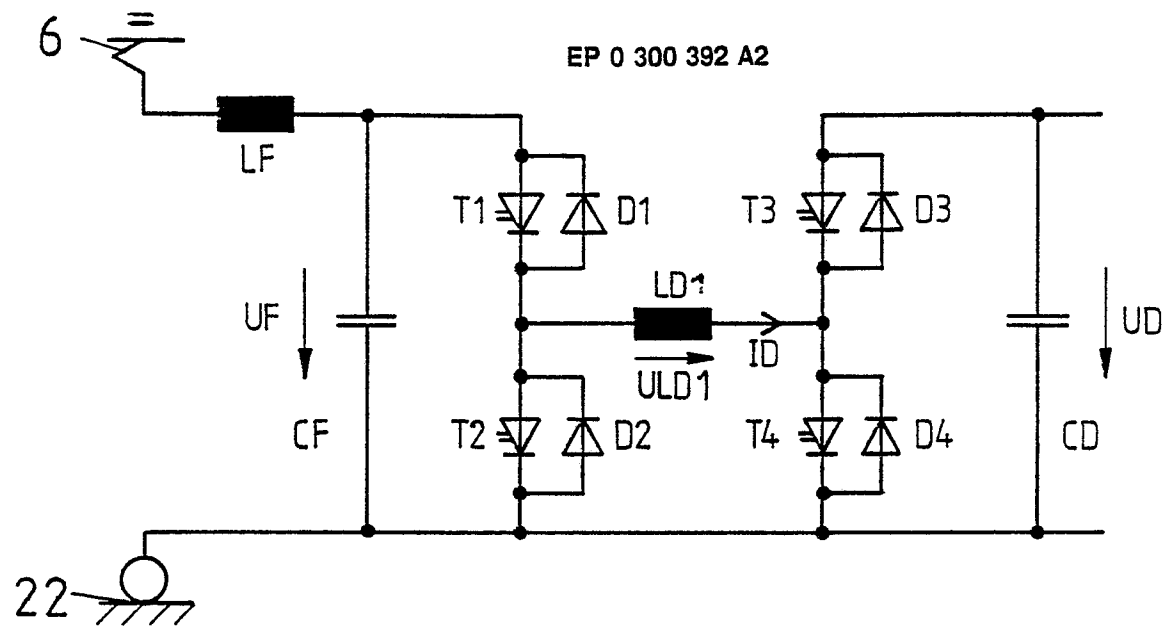 6
=
EP 0 300 392 A2
LF
T1
D1
T3
D3
UF
LD1
ID
ULD1
UD
CF
T2
D2
T4
D4
CD
22